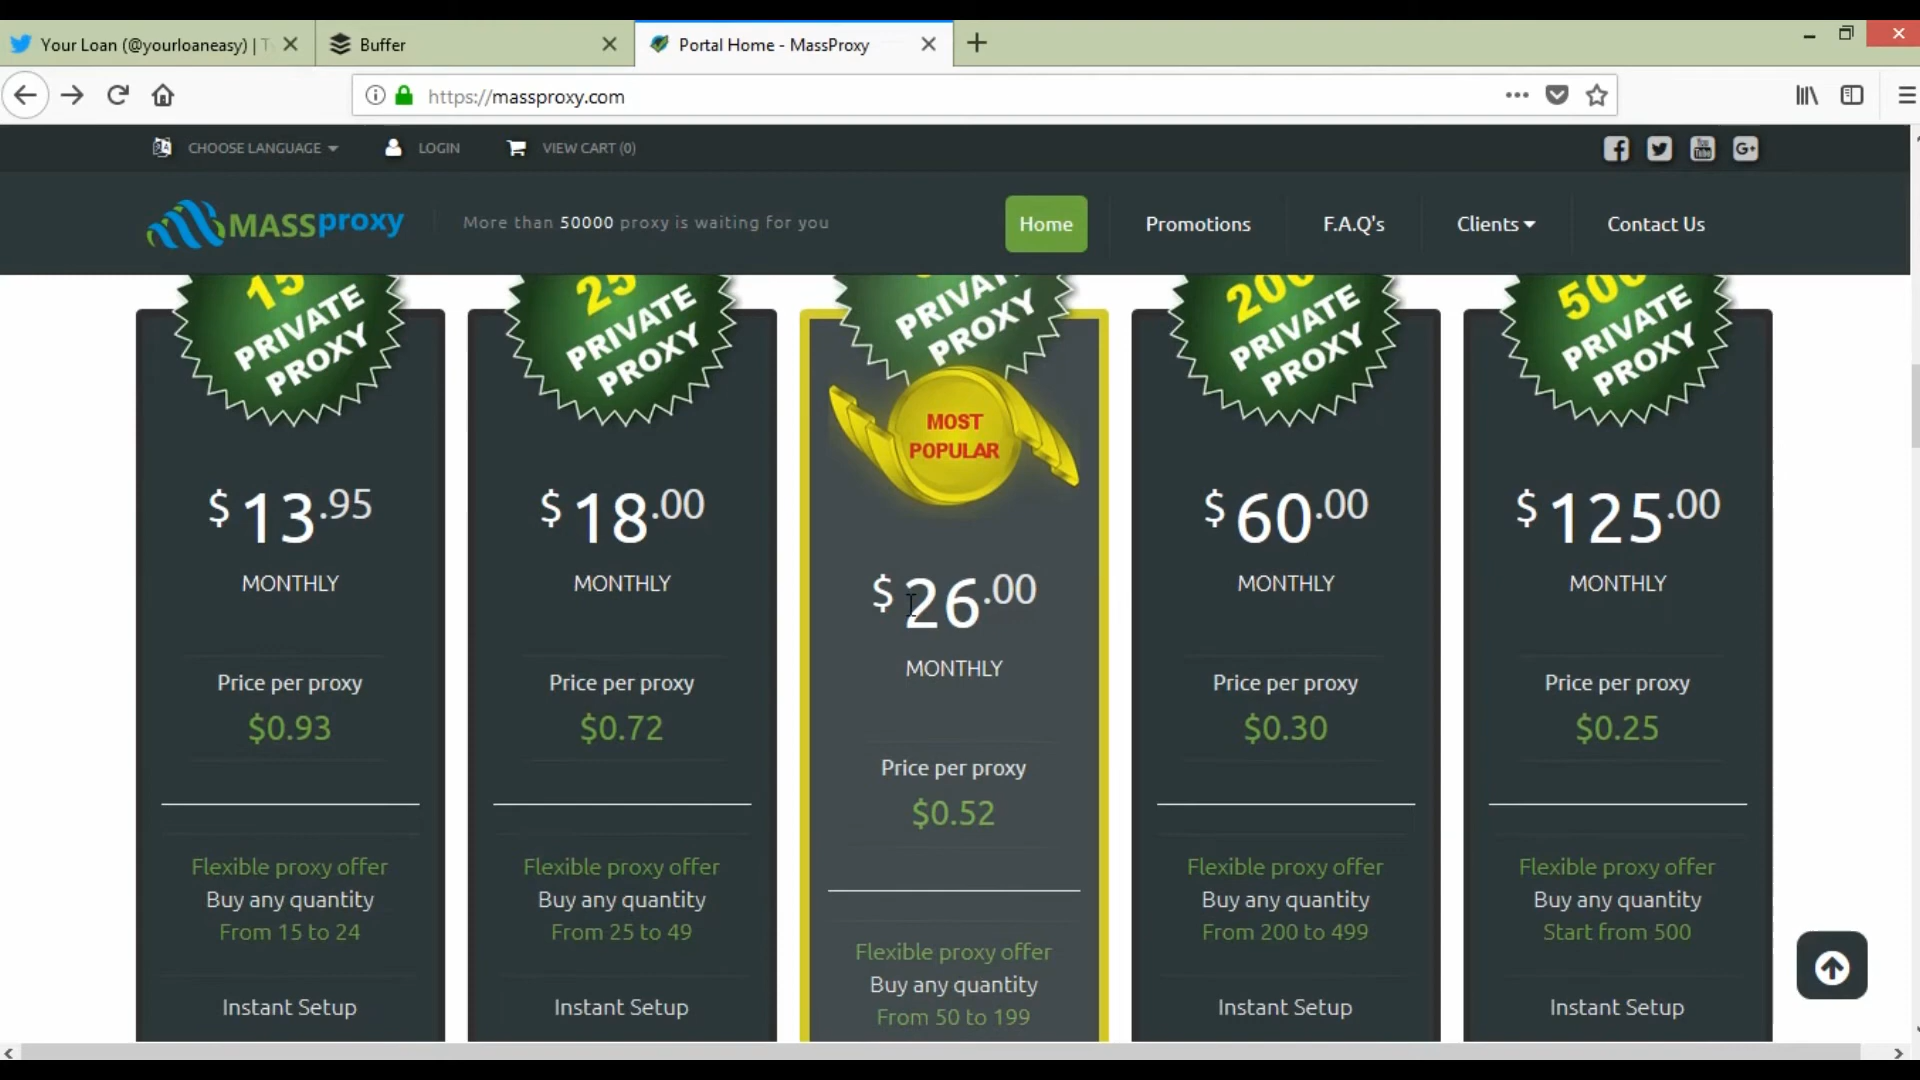 Your Loan (@yourloaneasy) | T
Buffer
Portal Home - MassProxy
https://massproxy.com
CHOOSE LANGUAGE
LOGIN
VIEW CART (0)
MASSproxy
More than 50000 proxy is waiting for you
Home
Promotions
F.A.Q's
Clients
Contact Us
15
PRIVATE
PROXY
$13.95
MONTHLY
Price per proxy
$0.93
Flexible proxy offer
Buy any quantity
From 15 to 24
Instant Setup
25
PRIVATE
PROXY
$18.00
MONTHLY
Price per proxy
$0.72
Flexible proxy offer
Buy any quantity
From 25 to 49
Instant Setup
PRIVATE
PROXY
MOST
POPULAR
$26.00
MONTHLY
Price per proxy
$0.52
Flexible proxy offer
Buy any quantity
From 50 to 199
200
PRIVATE
PROXY
$60.00
MONTHLY
Price per proxy
$0.30
Flexible proxy offer
Buy any quantity
From 200 to 499
Instant Setup
500
PRIVATE
PROXY
$125.00
MONTHLY
Price per proxy
$0.25
Flexible proxy offer
Buy any quantity
Start from 500
Instant Setup